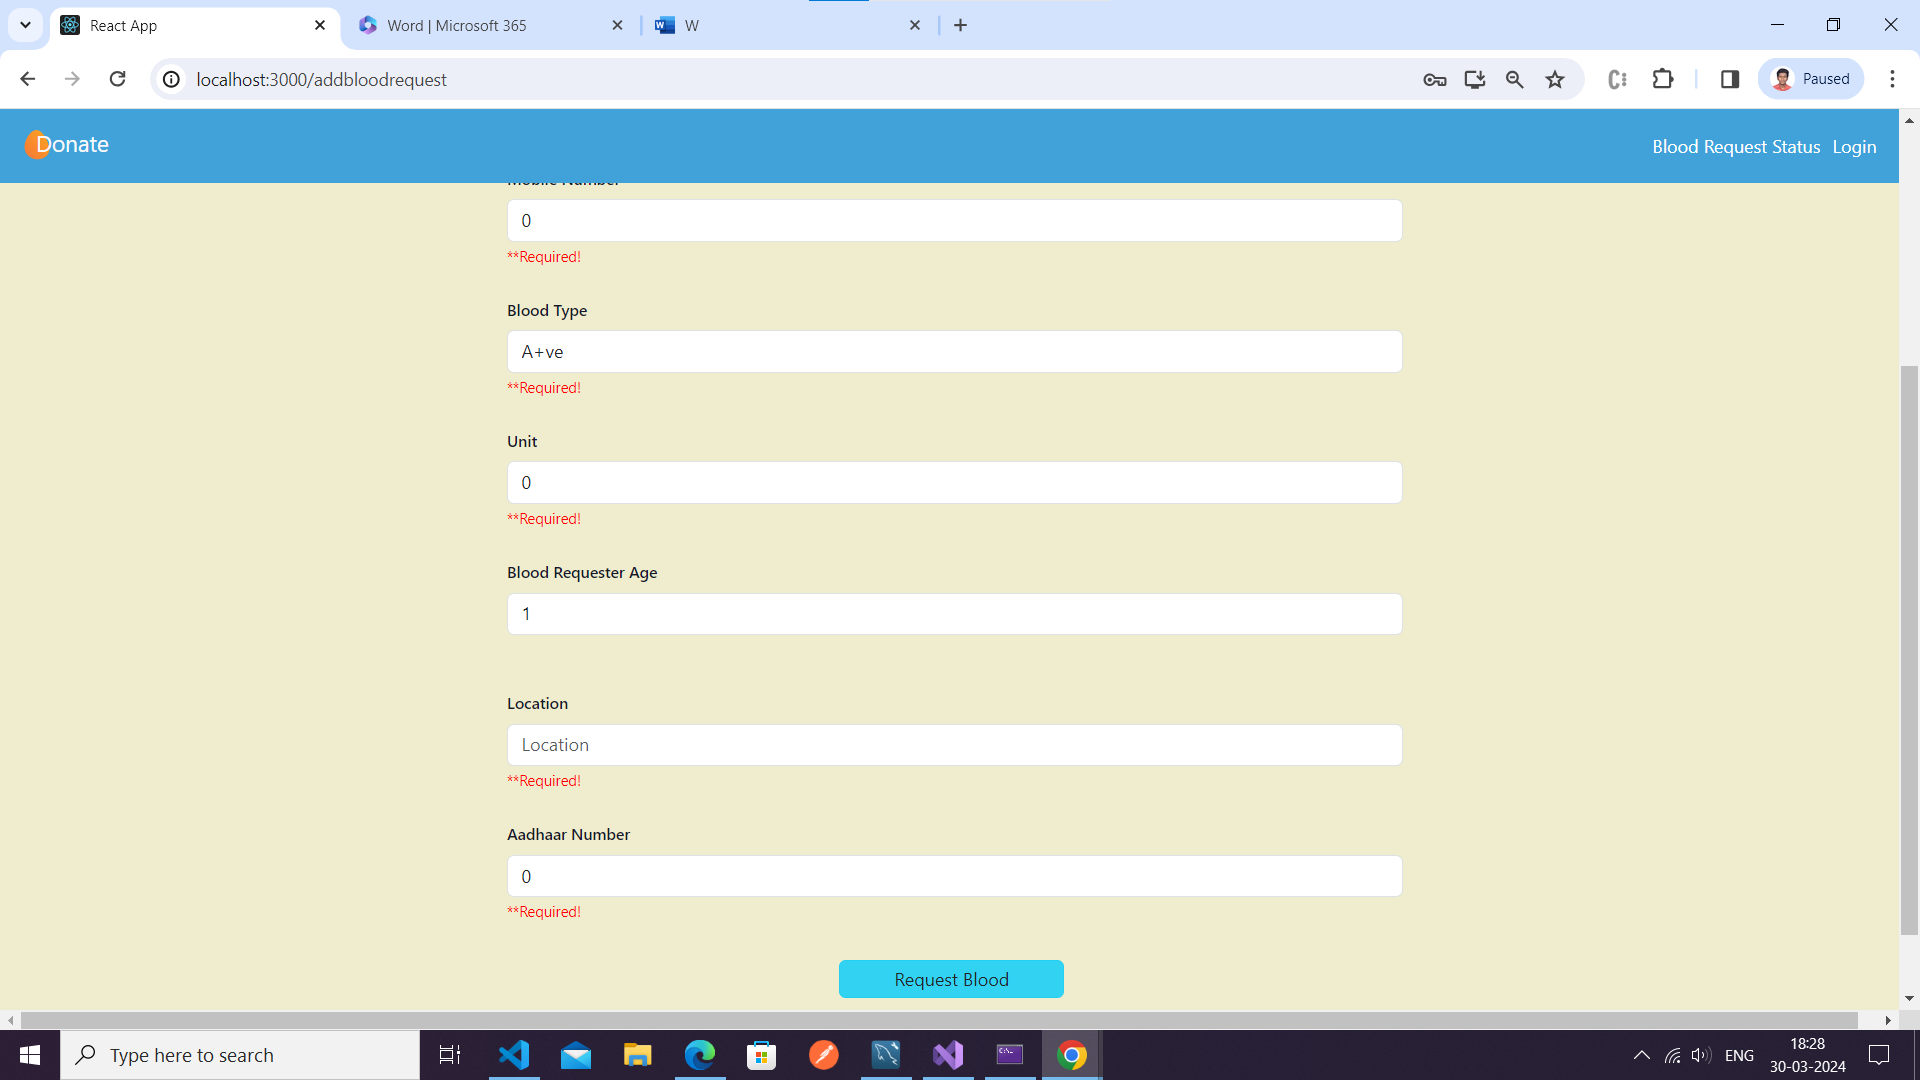 React App
Word | Microsoft 365
W
localhost:3000/addbloodrequest
Paused
Donate
Blood Request Status Login
Mobile Number
0
**Required!
Blood Type
A+ve
**Required!
Unit
0
**Required!
Blood Requester Age
1
Location
Location
**Required!
Aadhaar Number
0
**Required!
Request Blood
Type here to search
ENG
18:28
30-03-2024